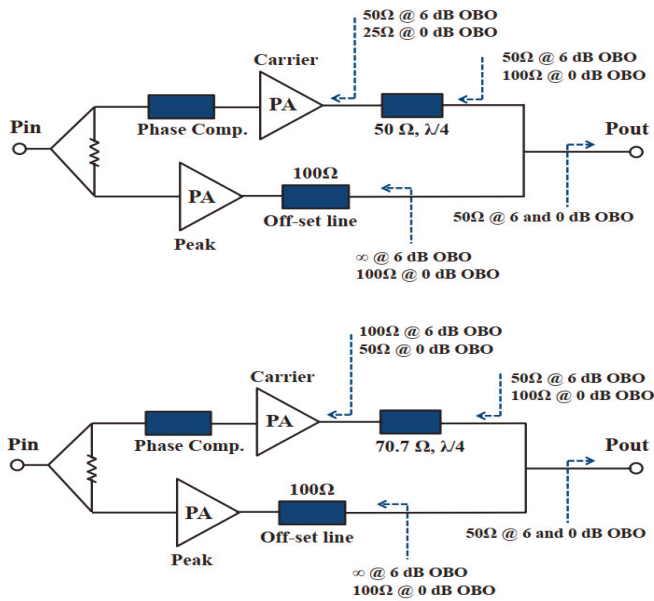 50Ω @ 6 dB OBO
25Ω @ 0 dB OBO
50Ω @ 6 dB OBO
100Ω @ 0 dB OBO
Carrier
Pin
PA
Pout
Phase Comp.
50 Ω, λ/4
100Ω
PA
Off-set line
50Ω @ 6 and 0 dB OBO
Peak
∞ @ 6 dB OBO
100Ω @ 0 dB OBO
100Ω @ 6 dB OBO
50Ω @ 0 dB OBO
Carrier
50Ω @ 6 dB OBO
100Ω @ 0 dB OBO
PA
Pin
Phase Comp.
70.7 Ω, λ/4
Pout
100Ω
PA
Off-set line
50Ω @ 6 and 0 dB OBO
Peak
∞ @ 6 dB OBO
100Ω @ 0 dB OBO